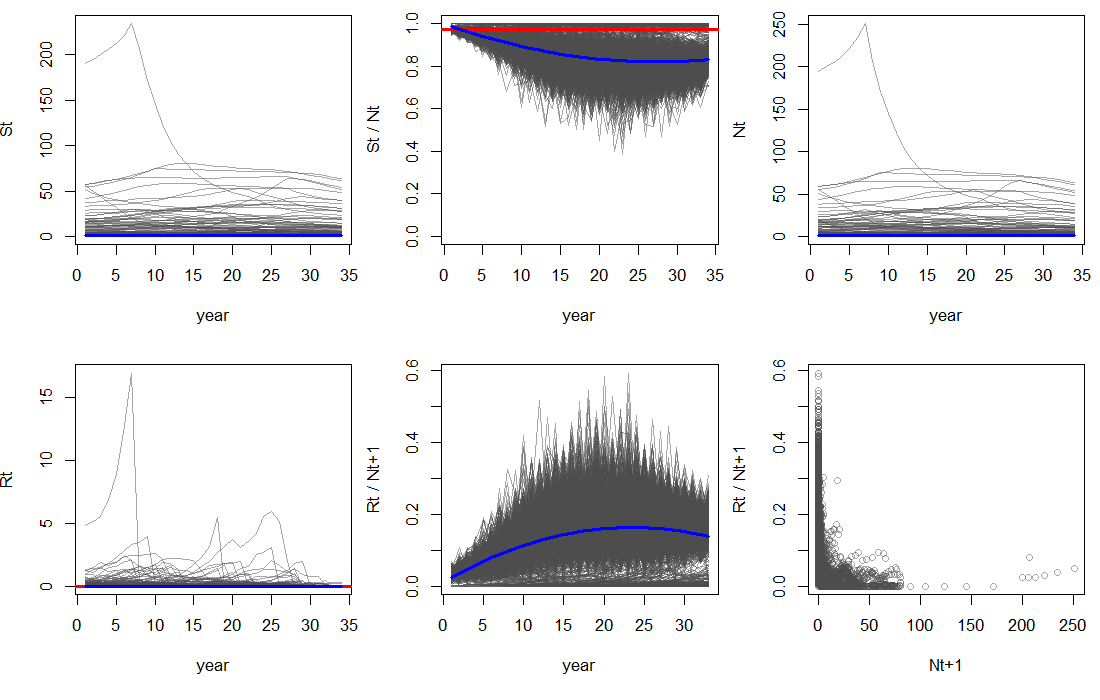 St
0 50 100 150 200
0 5 10 15 20 25 30 35
year
St / Nt
0.0 0.2 0.4 0.6 0.8 1.0
0 5 10 15 20 25 30 35
year
Nt
0 50 100 150 200 250
0 5 10 15 20 25 30 35
year
Rt
0 5 10 15
0 5 10 15 20 25 30 35
year
Rt / Nt+1
0.0 0.2 0.4 0.6
0 5 10 15 20 25 30
year
Rt / Nt+1
0.0 0.2 0.4 0.6
0 50 100 150 200 250
Nt+1